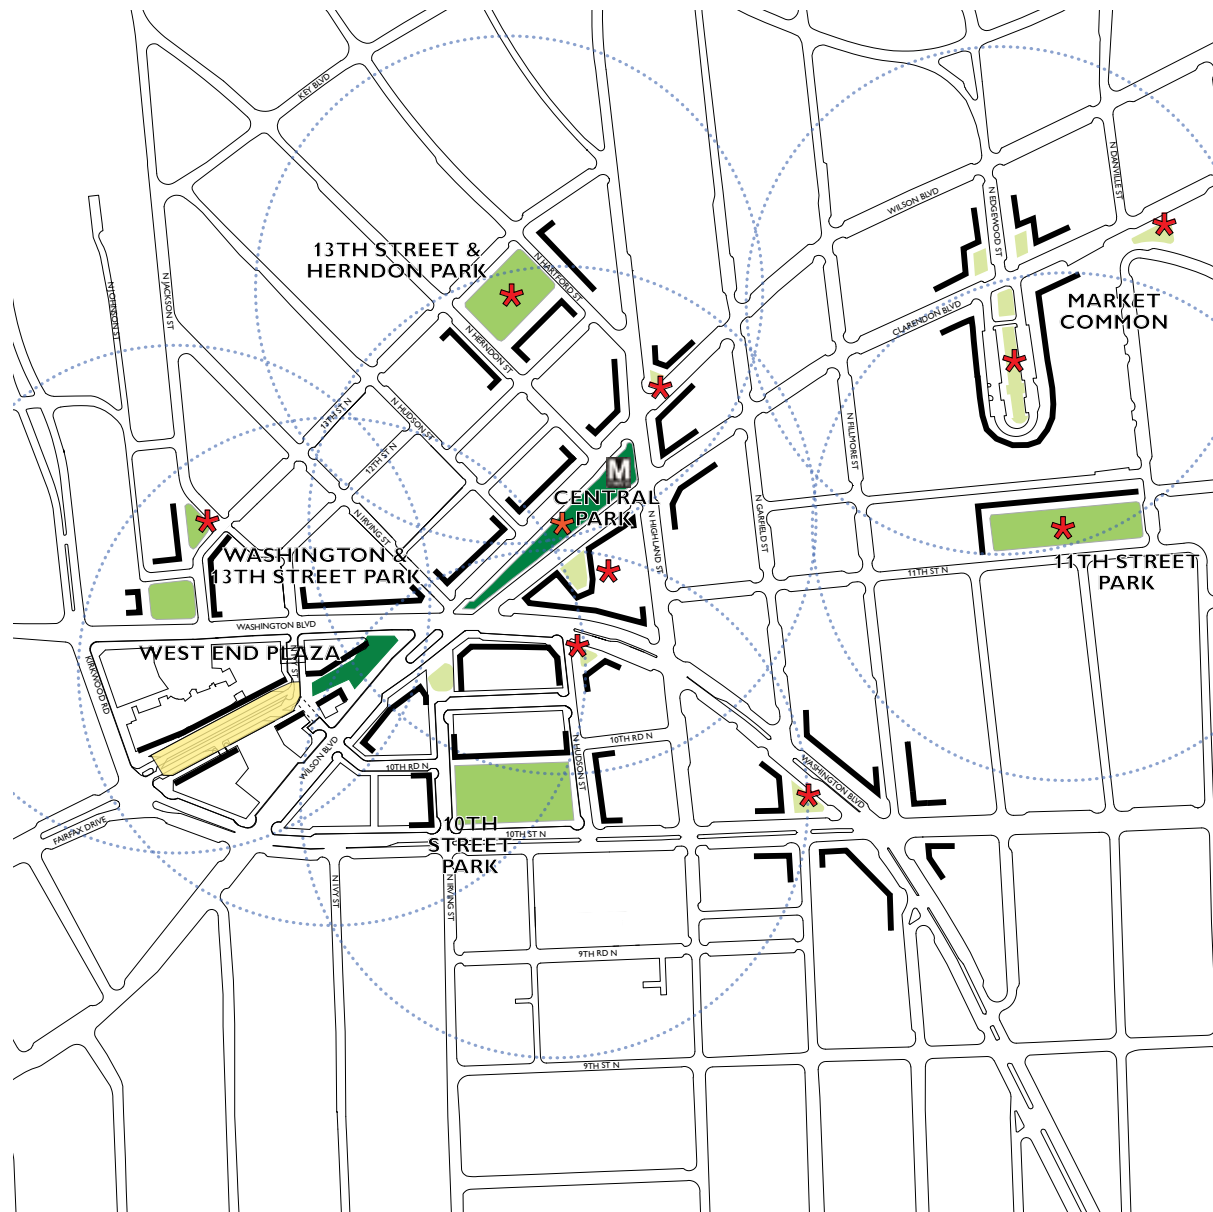 KEY BLVD
N DANVILLE ST
WILSON BLVD
N EDGEWOOD ST
13TH STREET &
HERNDON PARK
N HARTFORD ST
N JOHNSON ST
N JACKSON ST
MARKET
COMMON
CLARENDON BLVD
N HERNDON ST
13TH ST N
N HUDSON ST
N FILLMORE ST
12TH ST N
M
CENTRAL
PARK
N IRVING ST
N HIGHLAND ST
N GARFIELD ST
WASHINGTON &
13TH STREET PARK
11TH STREET
PARK
11TH ST N
WASHINGTON BLVD
WEST END PLAZA
KIRKWOOD RD
10TH RD N
N HUDSON ST
WILSON BLVD
10TH RD N
WASHINGTON BLVD
FAIRFAX DRIVE
10TH
STREET
PARK
10TH ST N
N IVY ST
N IRVING ST
9TH RD N
9TH ST N